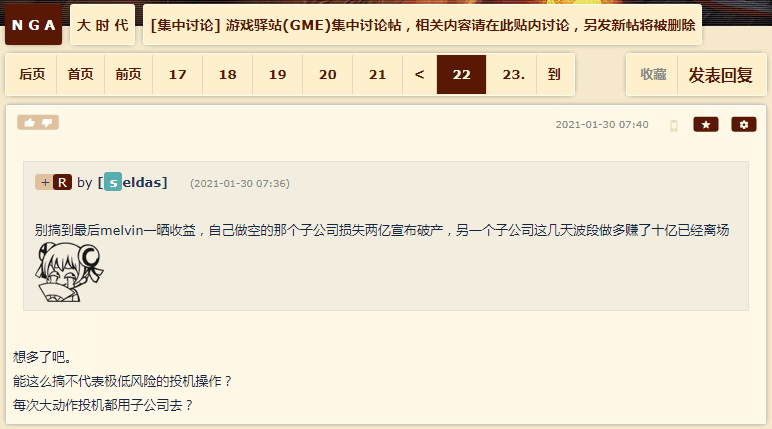 NGA 大时代 [集中讨论] 游戏驿站(GME)集中讨论帖，相关内容请在此贴内讨论，另发新帖将被删除
后页 首页 前页 17 18 19 20 21 < 22 23. 到 收藏 发表回复
2021-01-30 07:40
+ R by [seldas] (2021-01-30 07:36)
别搞到最后melvin一晒收益，自己做空的那个子公司损失两亿宣布破产，另一个子公司这几天波段做多赚了十亿已经离场
想多了吧。
能这么搞不代表极低风险的投机操作？
每次大动作投机都用子公司去？